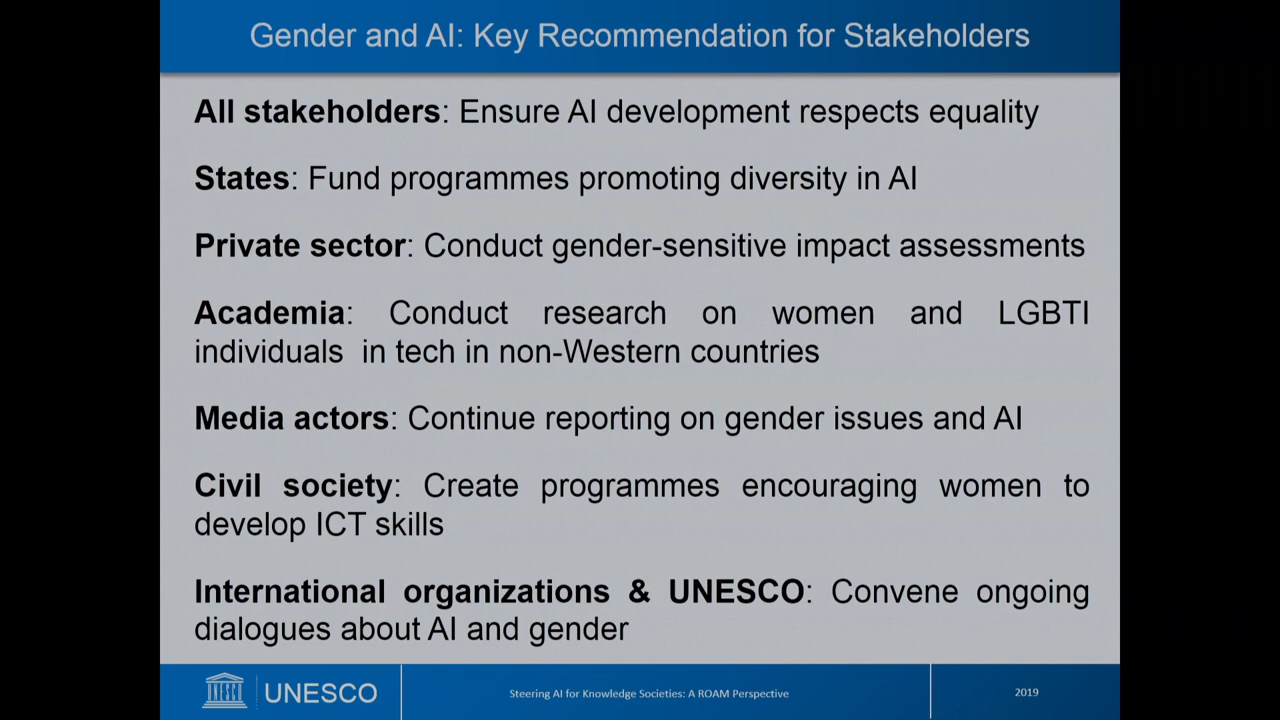 Gender and AI: Key Recommendation for Stakeholders
All stakeholders: Ensure AI development respects equality
States: Fund programmes promoting diversity in AI
Private sector: Conduct gender-sensitive impact assessments
Academia: Conduct research on women and LGBTI
individuals in tech in non-Western countries
Media actors: Continue reporting on gender issues and AI
Civil society: Create programmes encouraging women to
develop ICT skills
International organizations & UNESCO: Convene ongoing
dialogues about AI and gender
UNESCO
UNESCO
Steering AI for Knowledge Societies: A ROAM Perspective
2019